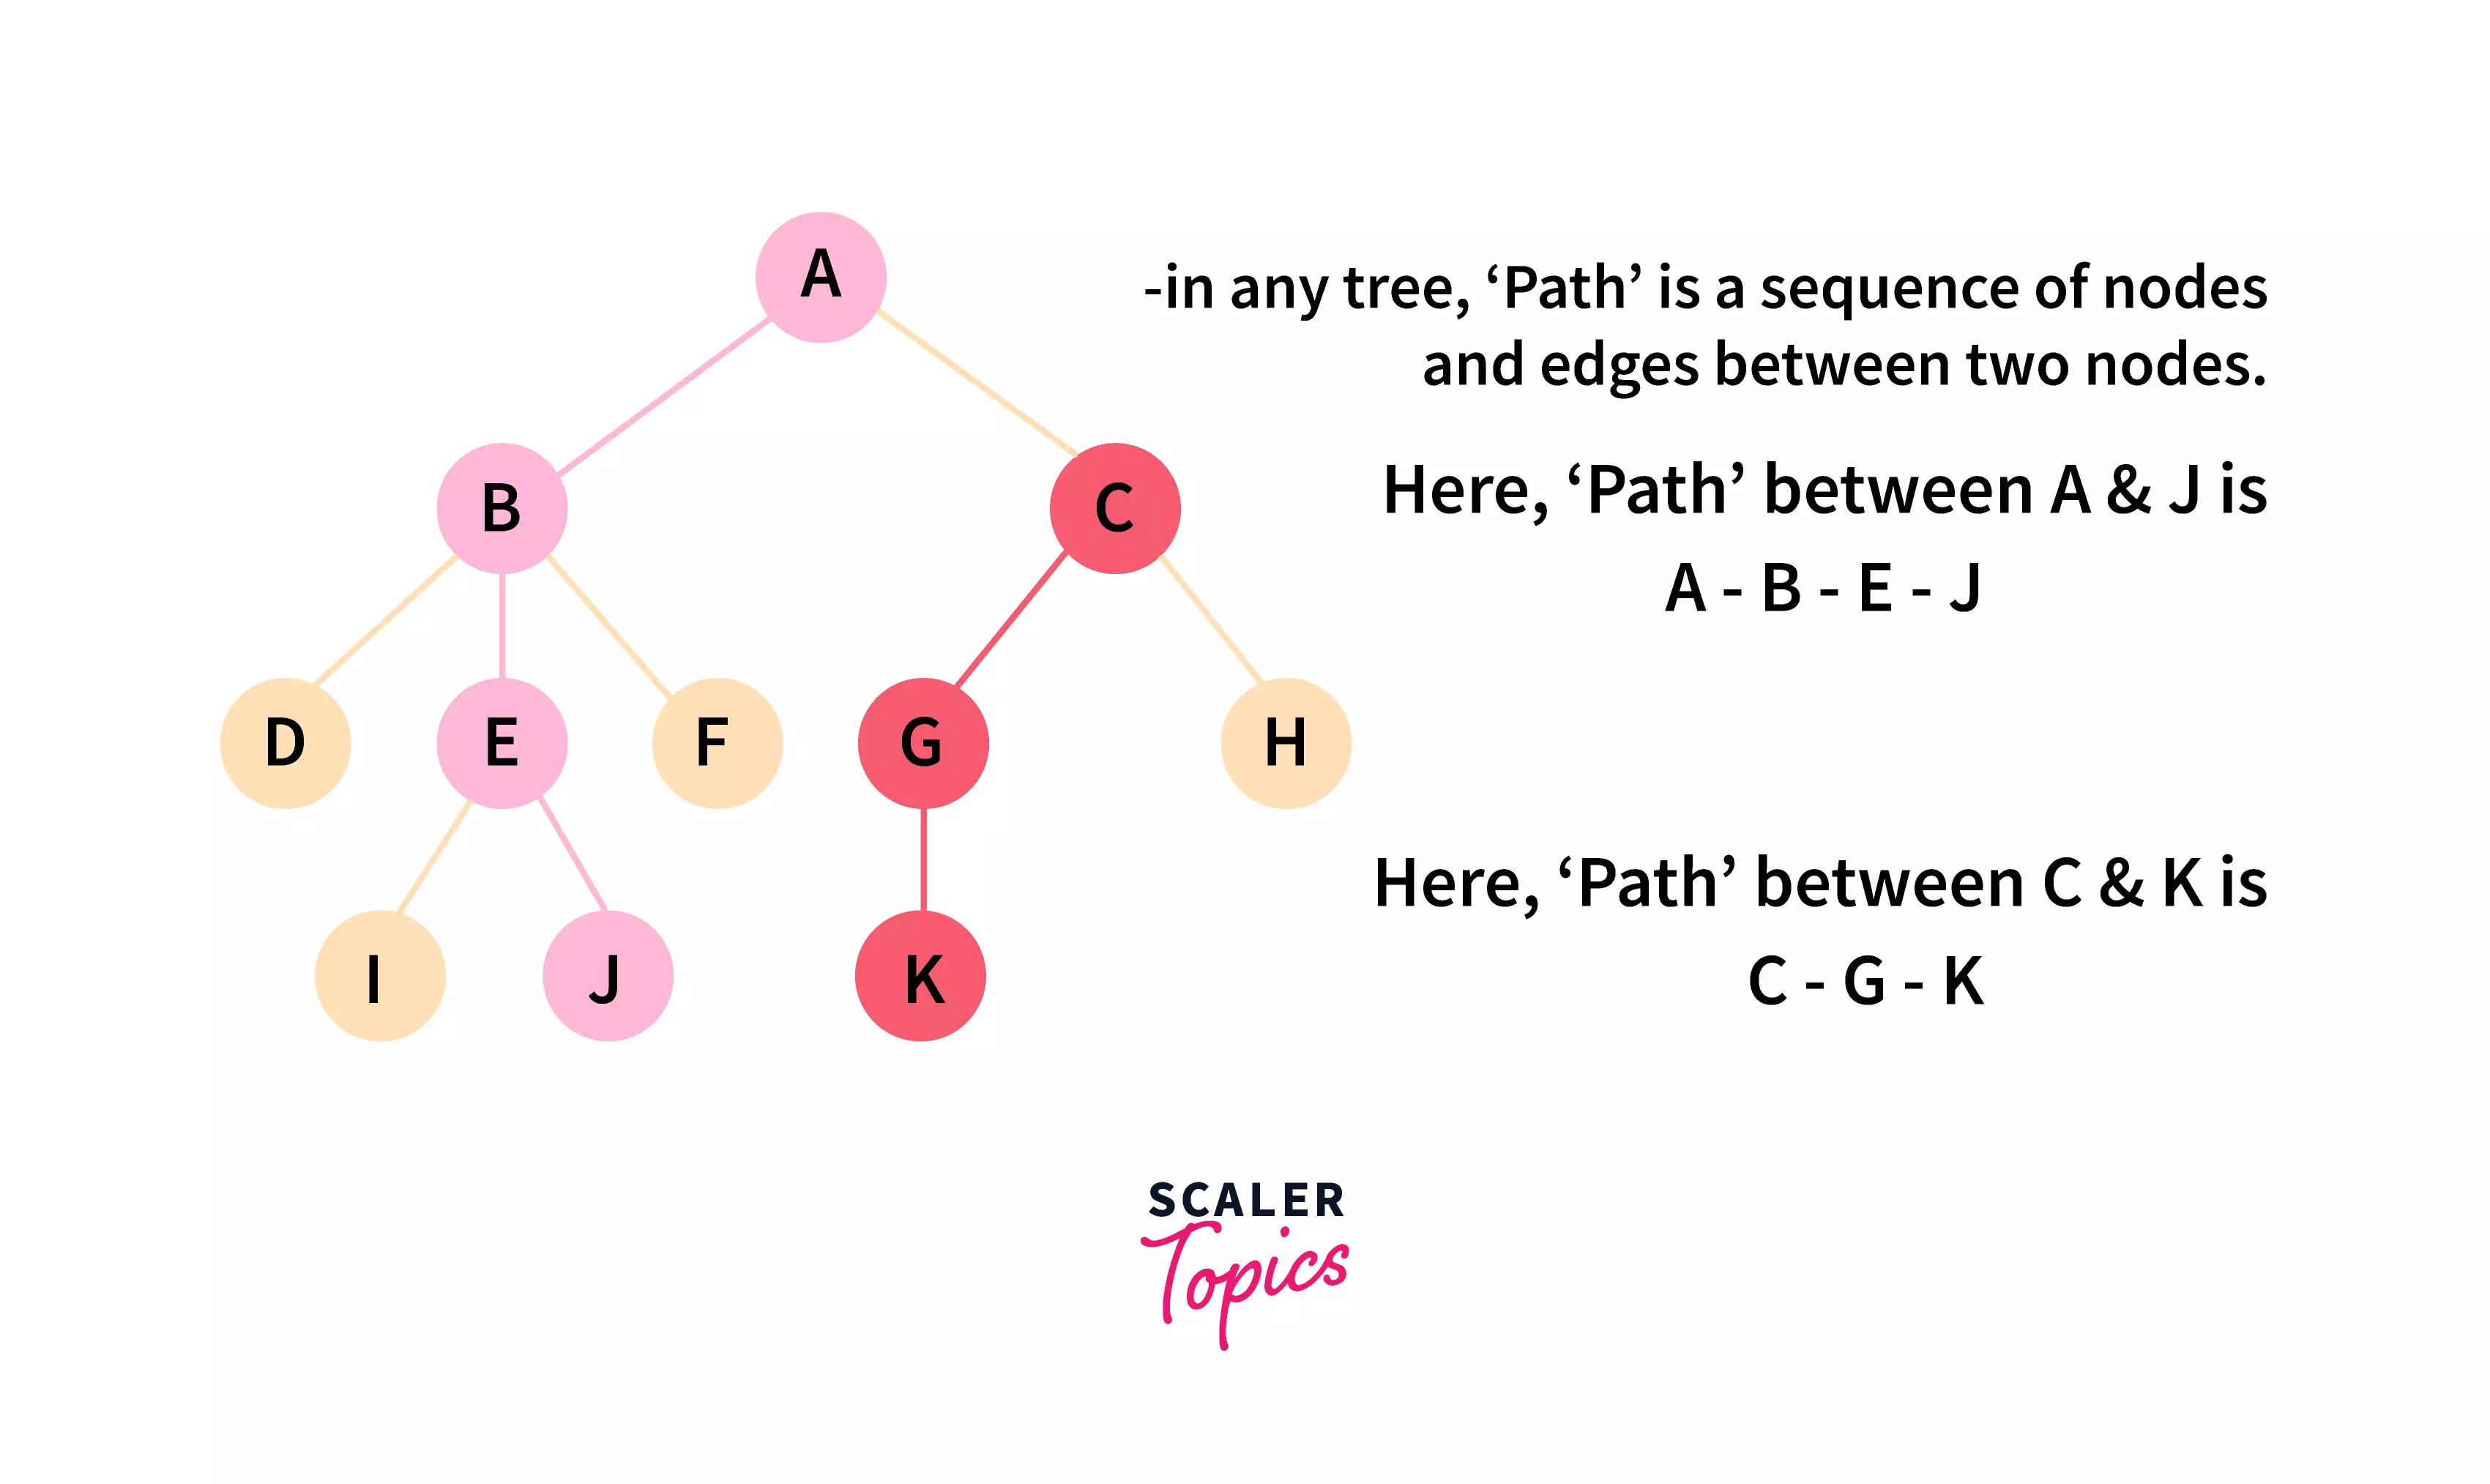 A
-in any tree, ‘Path’ is a sequence of nodes
and edges between two nodes.
B
C
Here, ‘Path’ between A & J is
A - B - E - J
D
E
F
G
H
Here, ‘Path’ between C & K is
C - G - K
I
J
K
SCALER
Topics